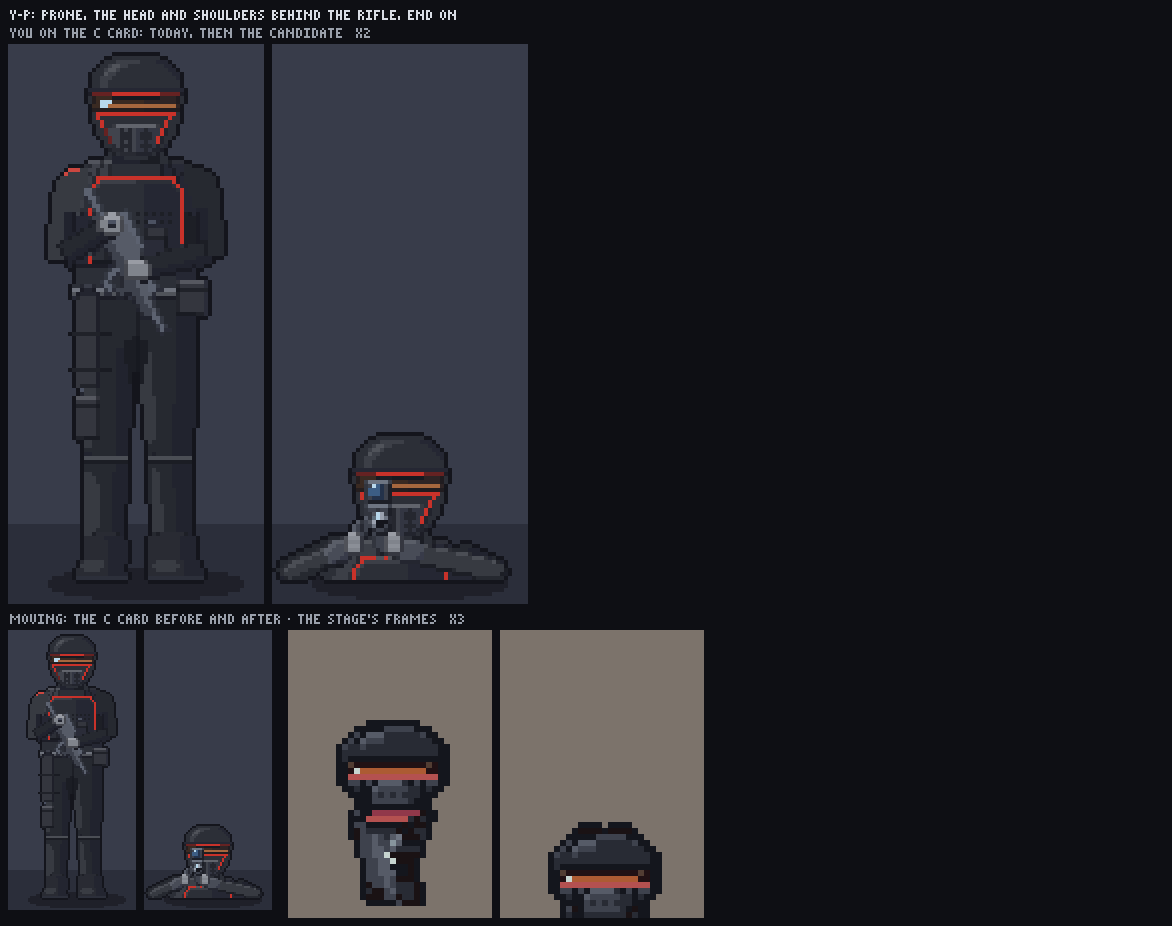 Y-P: PRONE, THE HEAD AND SHOULDERS BEHIND THE RIFLE, END ON
YOU ON THE C CARD: TODAY, THEN THE CANDIDATE X2
MOVING: THE C CARD BEFORE AND AFTER · THE STAGE'S FRAMES X3